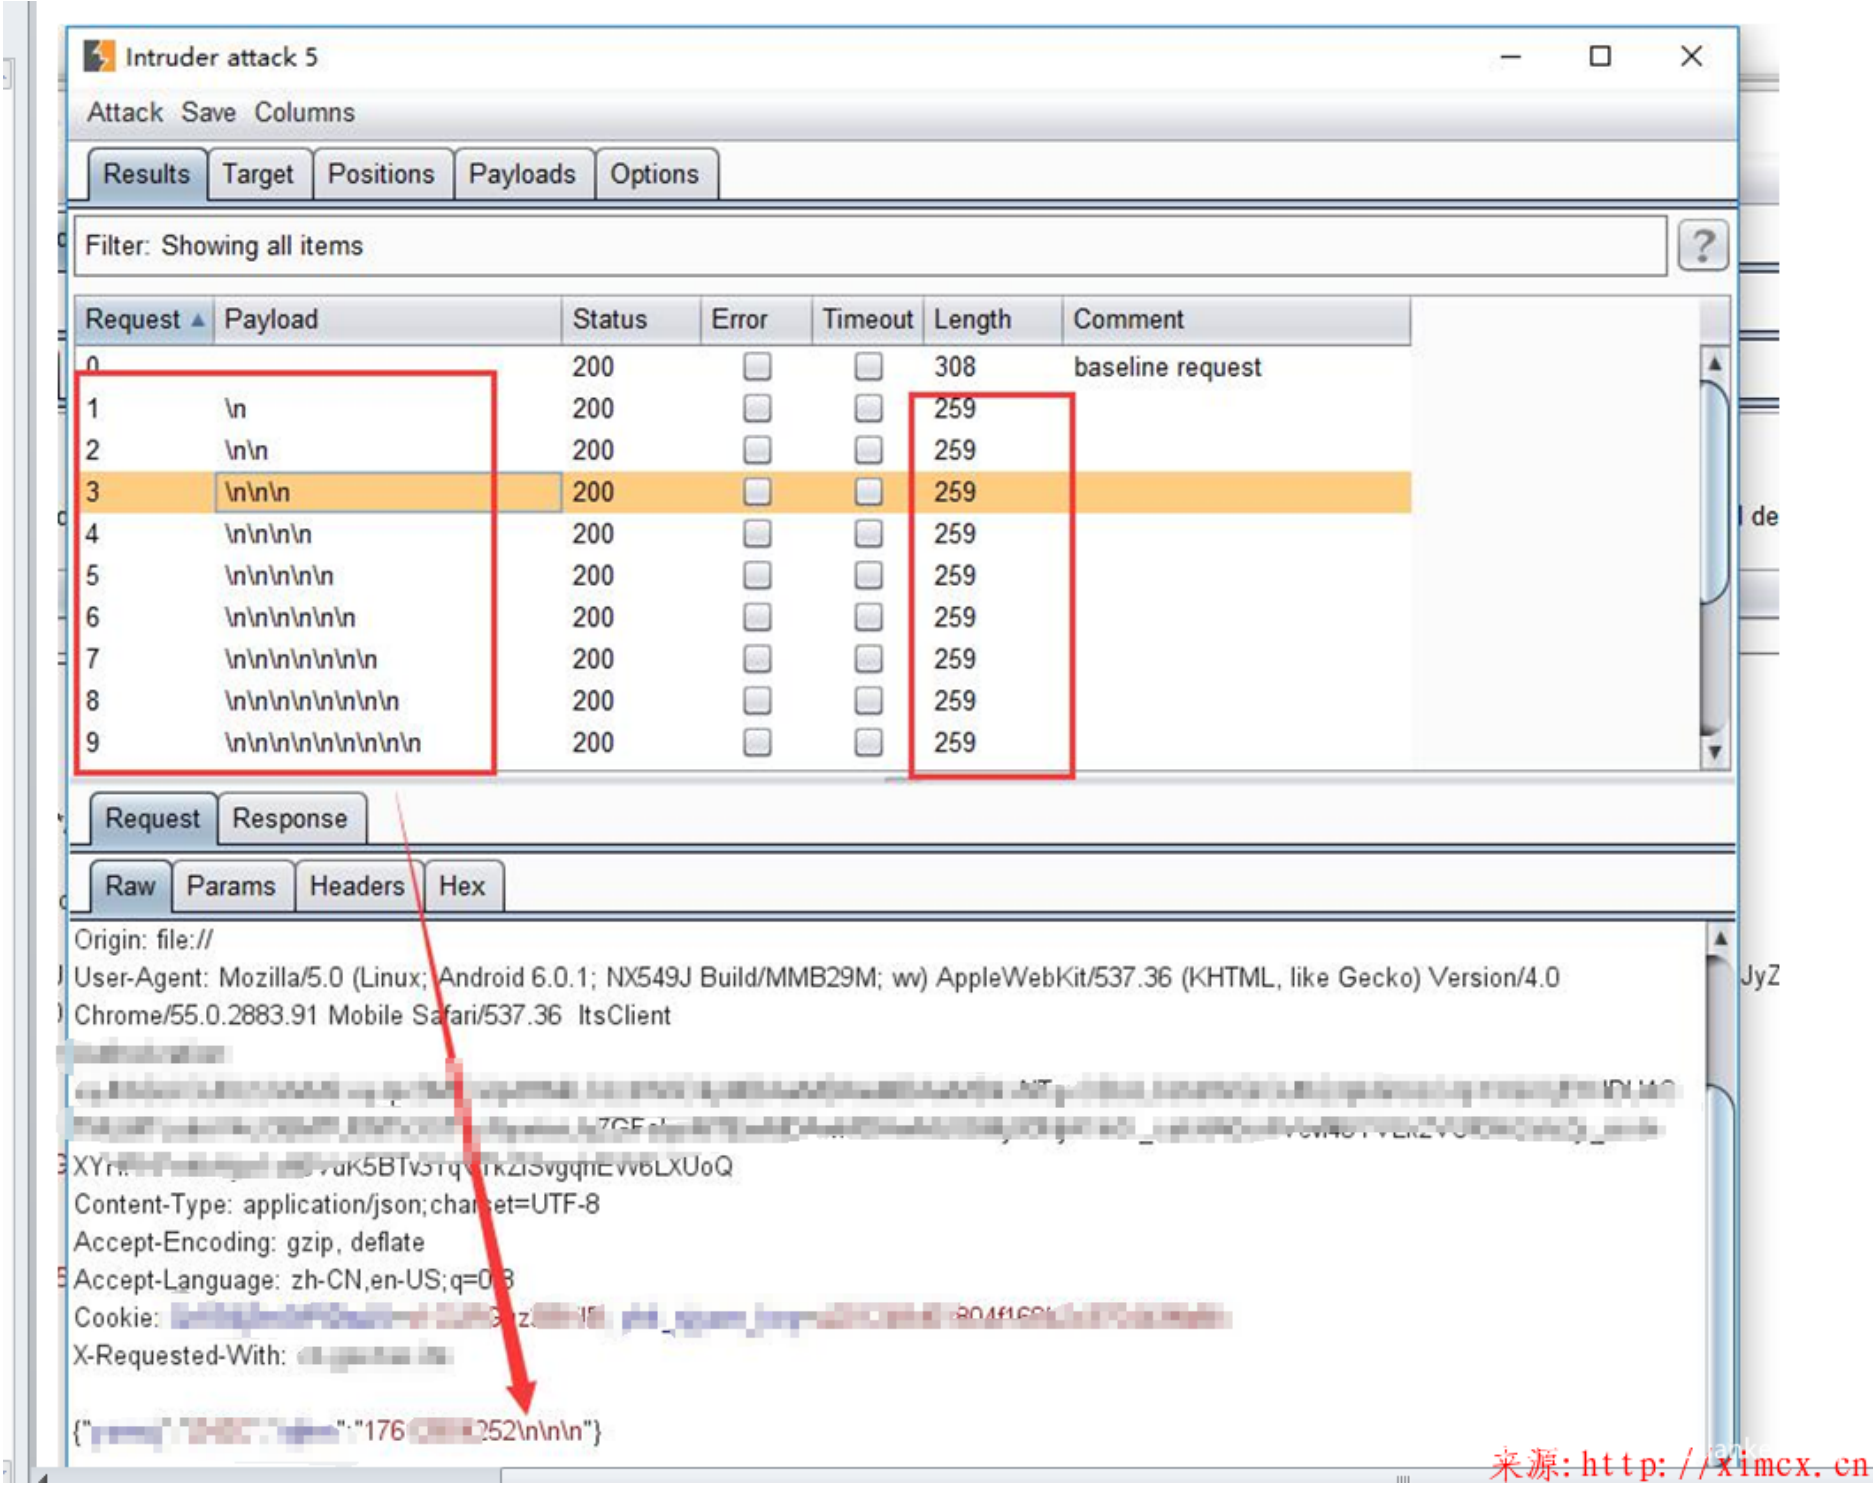 Intruder attack 5
Attack Save Columns
Results Target Positions Payloads Options
Filter: Showing all items
?
Request Payload Status Error Timeout Length Comment
0 200 308 baseline request
1 \n 200 259
2 \n\n 200 259
3 \n\n\n 200 259
4 \n\n\n\n 200 259
5 \n\n\n\n\n 200 259
6 \n\n\n\n\n\n 200 259
7 \n\n\n\n\n\n\n 200 259
8 \n\n\n\n\n\n\n\n 200 259
9 \n\n\n\n\n\n\n\n\n 200 259
de
Request Response
Raw Params Headers Hex
Origin: file://
User-Agent: Mozilla/5.0 (Linux; Android 6.0.1; NX549J Build/MMB29M; wv) AppleWebKit/537.36 (KHTML, like Gecko) Version/4.0
JyZ
Chrome/55.0.2883.91 Mobile Safari/537.36 ItsClient
Content-Type: application/json;charset=UTF-8
Accept-Encoding: gzip, deflate
Accept-Language: zh-CN,en-US;q=0.8
Cookie:
X-Requested-With:
{" ":"176 252\n\n\n"}
来源:http://ximcx.cn